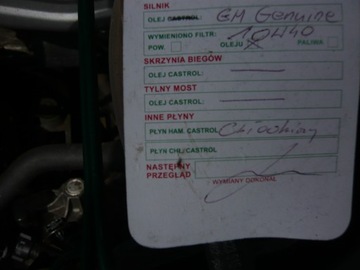 SILNIK
OLEJ CASTROL: GM Genuine
WYMIENIONO FILTR: 10W40
POW. OLEJU PALIWA
SKRZYNIA BIEGÓW
OLEJ CASTROL:
TYLNY MOST
OLEJ CASTROL:
INNE PŁYNY
PŁYN HAM. CASTROL
PŁYN CHŁ. CASTROL
NASTĘPNY
PRZEGLĄD
WYMIANY DOKONAŁ